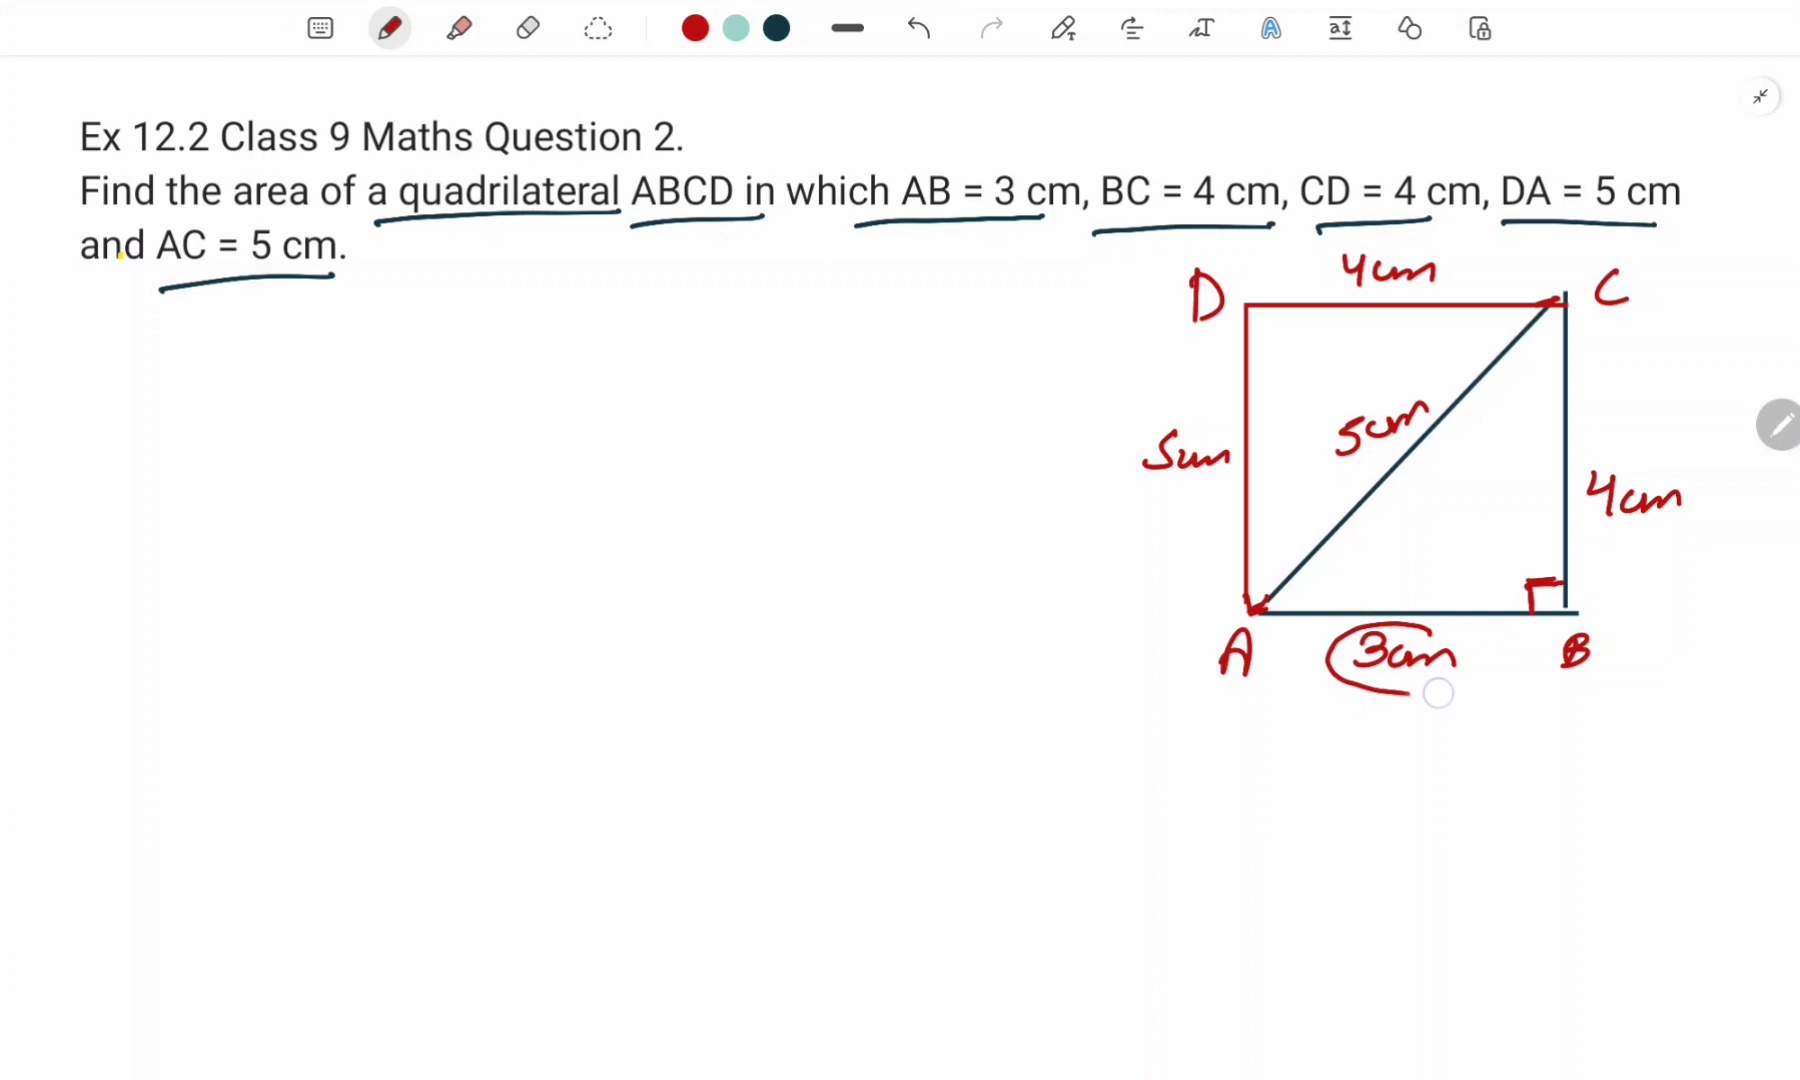 Ex 12.2 Class 9 Maths Question 2.
Find the area of a quadrilateral ABCD in which AB = 3 cm, BC = 4 cm, CD = 4 cm, DA = 5 cm
and AC = 5 cm.
4cm
D
C
5cm
5cm
4cm
A
3cm
B